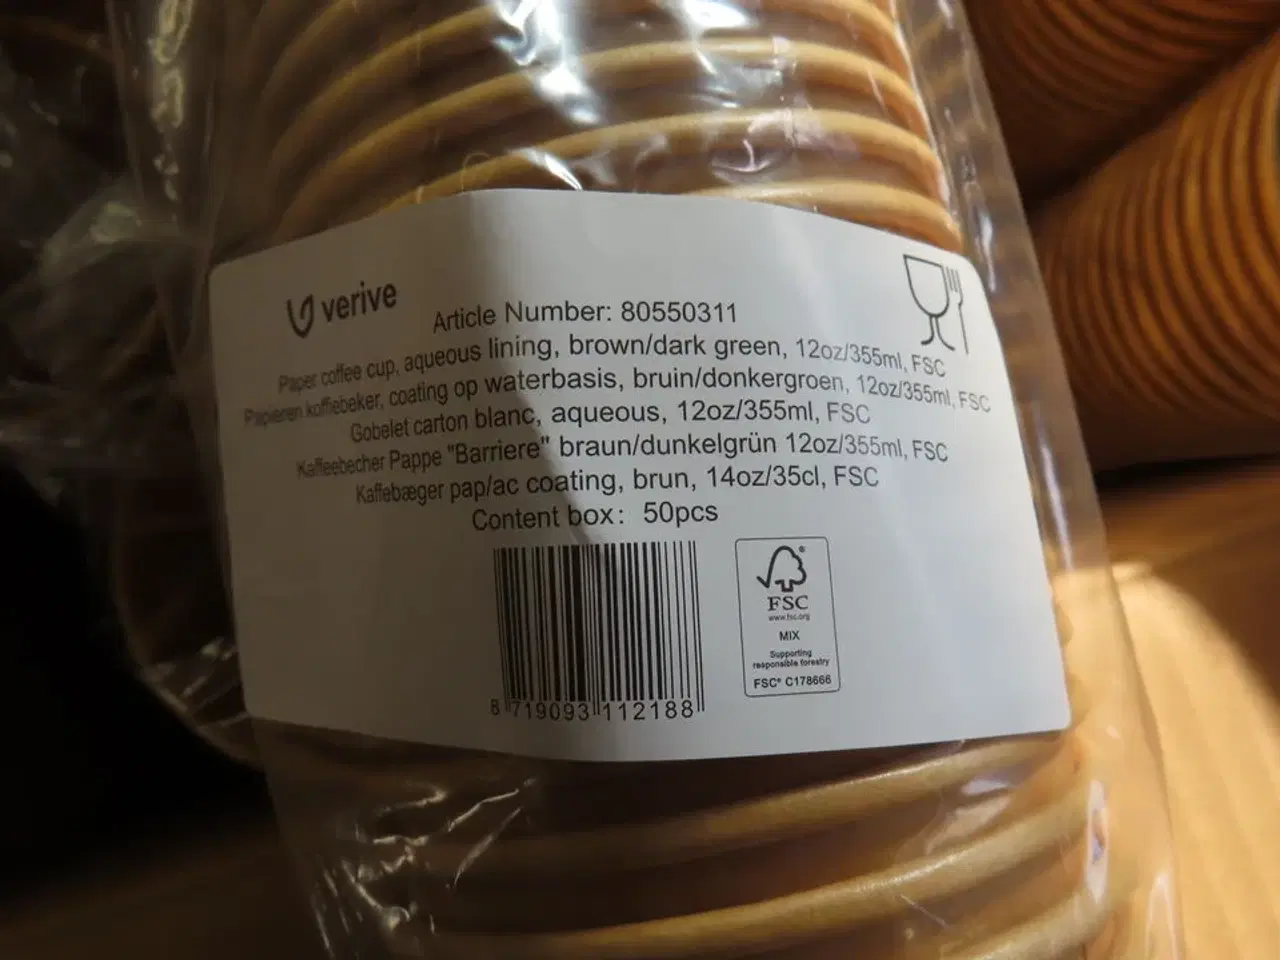 verive
Article Number: 80550311
Paper coffee cup, aqueous lining, brown/dark green, 12oz/355ml, FSC
Papieren koffiebeker, coating op waterbasis, bruin/donkergroen, 12oz/355ml, FSC
Gobelet carton blanc, aqueous, 12oz/355ml, FSC
Kaffeebecher Pappe "Barriere" braun/dunkelgrün 12oz/355ml, FSC
Kaffebæger pap/ac coating, brun, 14oz/35cl, FSC
Content box: 50pcs
8 719093 112188
FSC
www.fsc.org
MIX
Supporting
responsible forestry
FSC® C178666